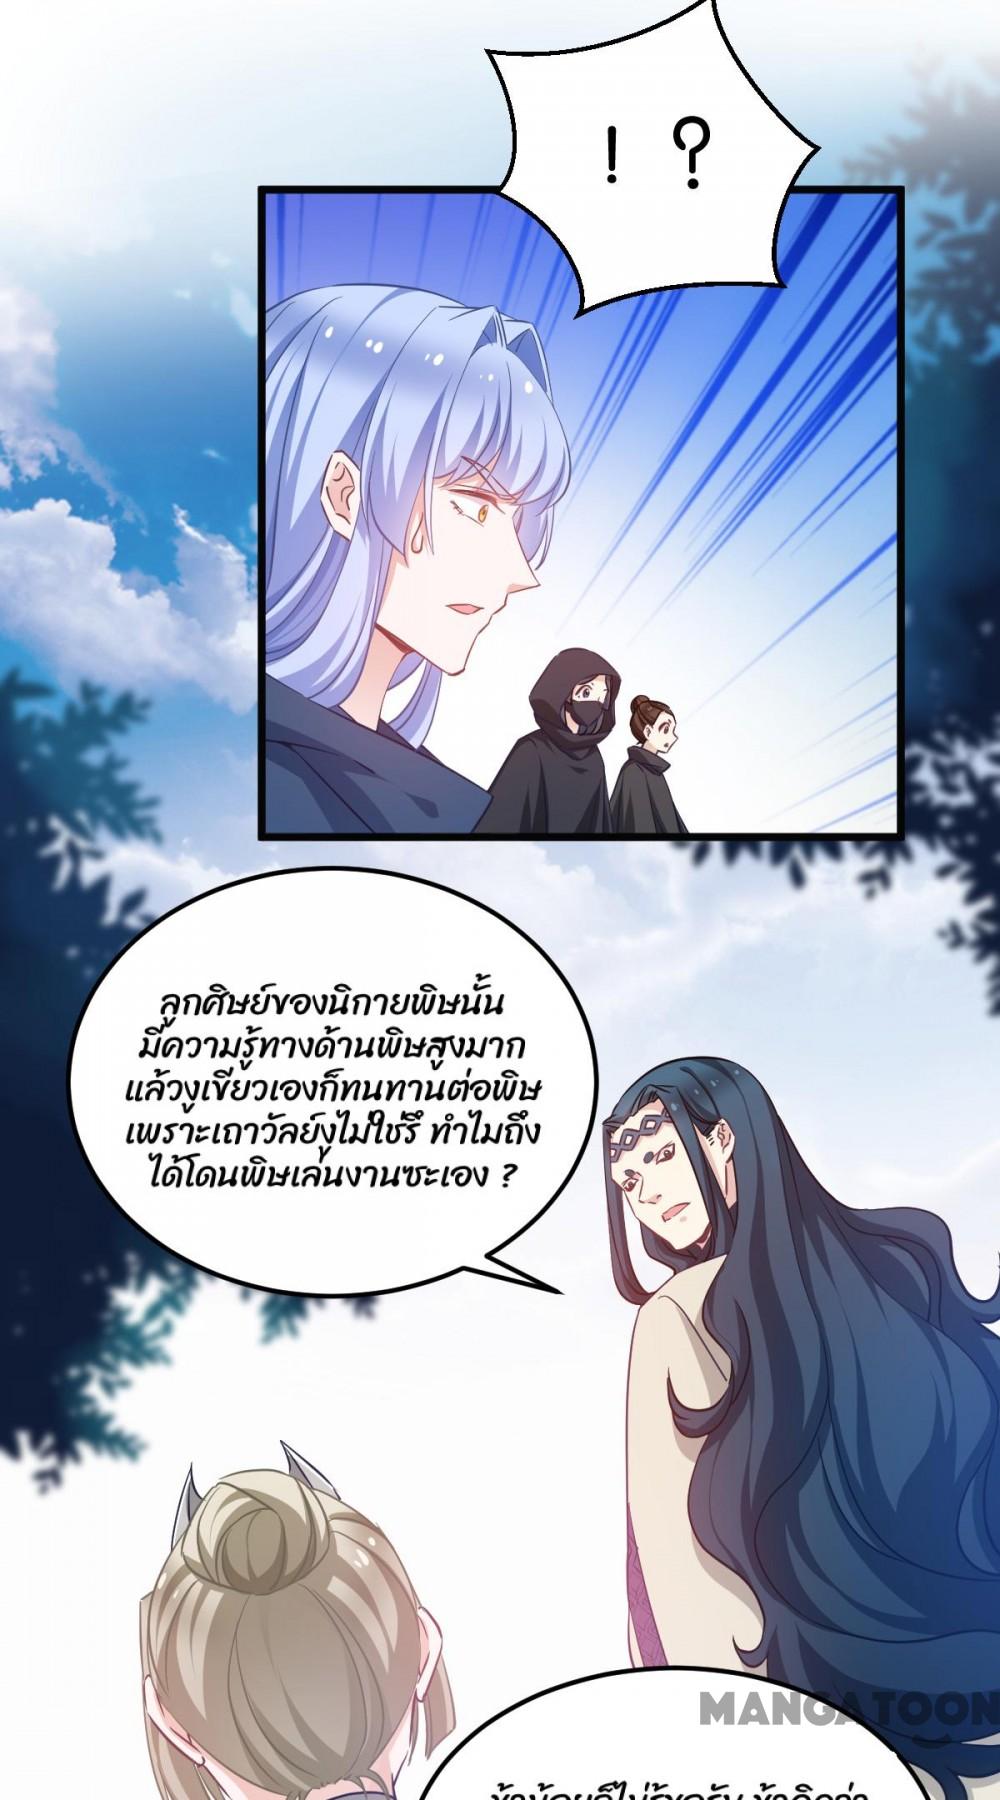 ! ?
ลูกศิษย์ของนิกายพิษนั้น
มีความรู้ทางด้านพิษสูงมาก
แล้วงูเขียวเองก็ทนทานต่อพิษ
เพราะเถาวัลย์งูไม่ใช่รึ ทำไมถึง
ได้โดนพิษเล่นงานซะเอง ?
MANGATOON